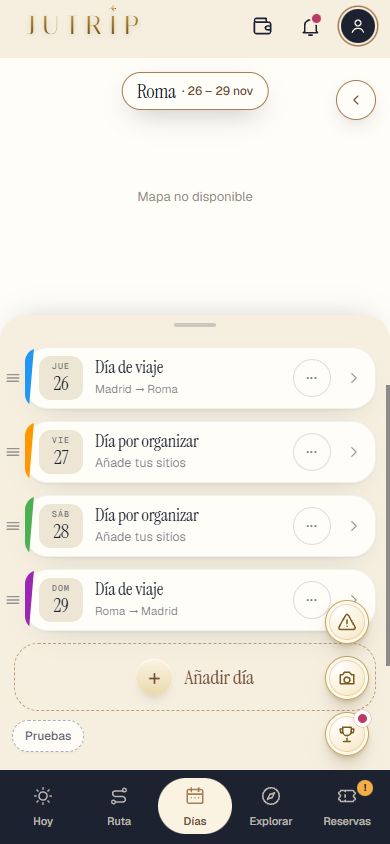 JUTRIP
Roma · 26 – 29 nov
Mapa no disponible
JUE
26
Día de viaje
Madrid → Roma
VIE
27
Día por organizar
Añade tus sitios
SÁB
28
Día por organizar
Añade tus sitios
DOM
29
Día de viaje
Roma → Madrid
+ Añadir día
Pruebas
!
Hoy
Ruta
Días
Explorar
Reservas